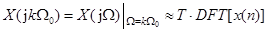 X(jkΩ₀) = X(jΩ)|_{Ω=kΩ₀} ≈ T · DFT[x(n)]